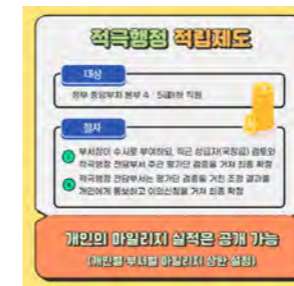 적극행정 적립제도
대상
정부 중앙부처 본부 4·5급이하 직원
절차
부서장이 수시로 부여하되, 직근 상급자(국장급) 검토와
적극행정 전담부서 주관 평가단 검증을 거쳐 최종 확정
적극행정 전담부서는 평가단 검증을 거친 조정 결과를
개인에게 통보하고 이의신청을 거쳐 최종 확정
개인의 마일리지 실적은 공개 가능
(개인별·부서별 마일리지 상한 설정)